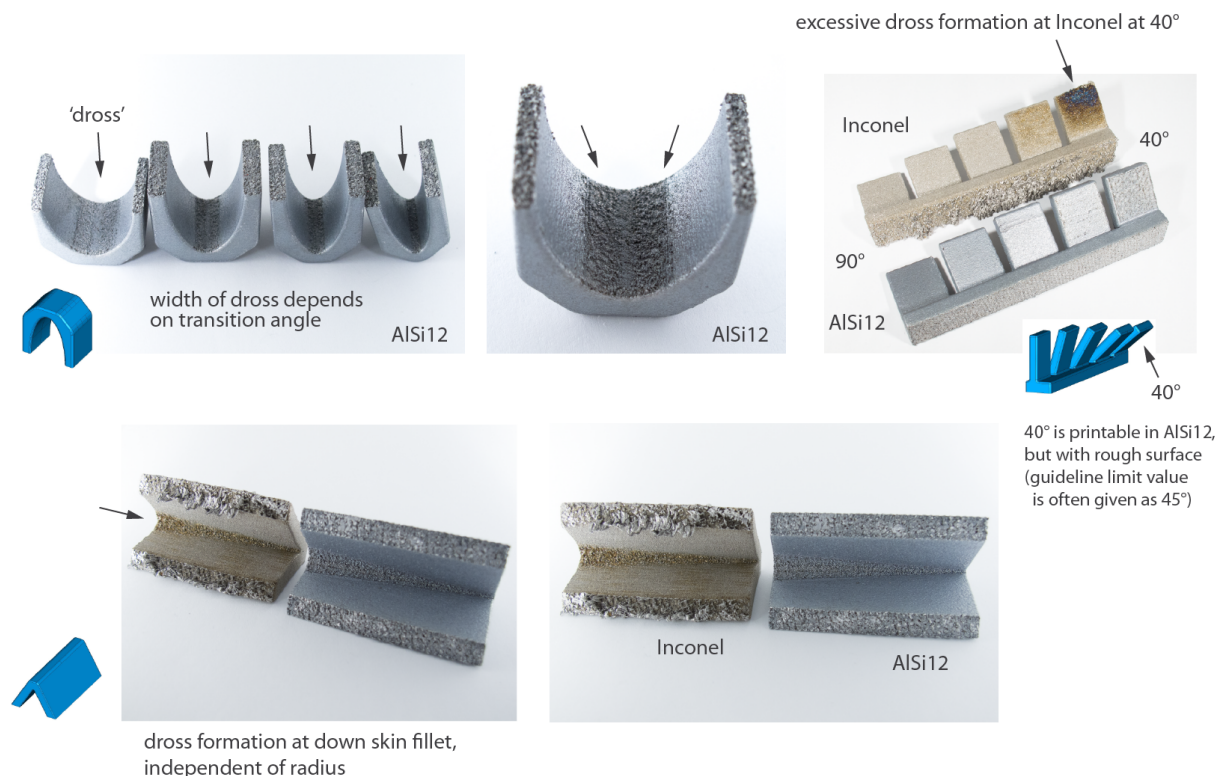 excessive dross formation at Inconel at 40°
'dross'
Inconel
40°
90°
width of dross depends
on transition angle
AlSi12
AlSi12
AlSi12
40°
40° is printable in AlSi12,
but with rough surface
(guideline limit value
is often given as 45°)
Inconel
AlSi12
dross formation at down skin fillet,
independent of radius